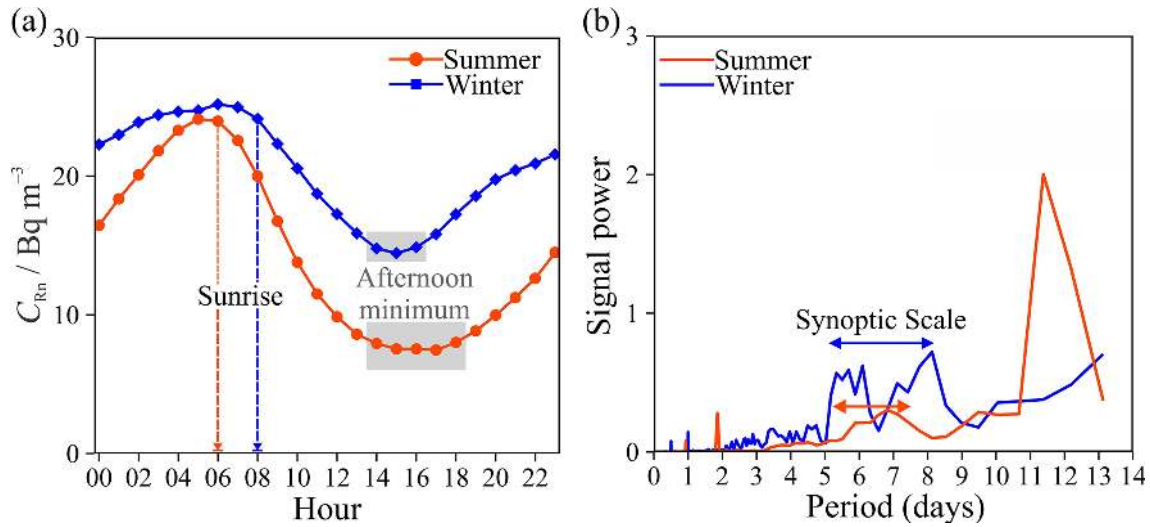 (a)
30
20
10
0
C_Rn / Bq m⁻³
Summer
Winter
Sunrise
Afternoon
minimum
00 02 04 06 08 10 12 14 16 18 20 22
Hour
(b)
3
2
1
0
Signal power
Summer
Winter
Synoptic Scale
0 1 2 3 4 5 6 7 8 9 10 11 12 13 14
Period (days)